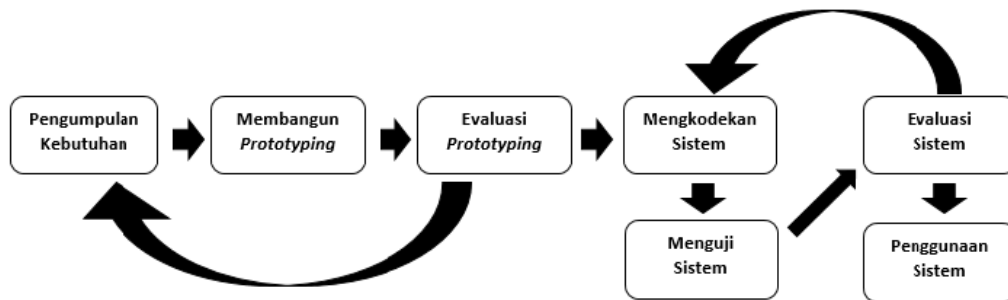 Pengumpulan
Kebutuhan
Membangun
Prototyping
Evaluasi
Prototyping
Mengkodekan
Sistem
Evaluasi
Sistem
Menguji
Sistem
Penggunaan
Sistem